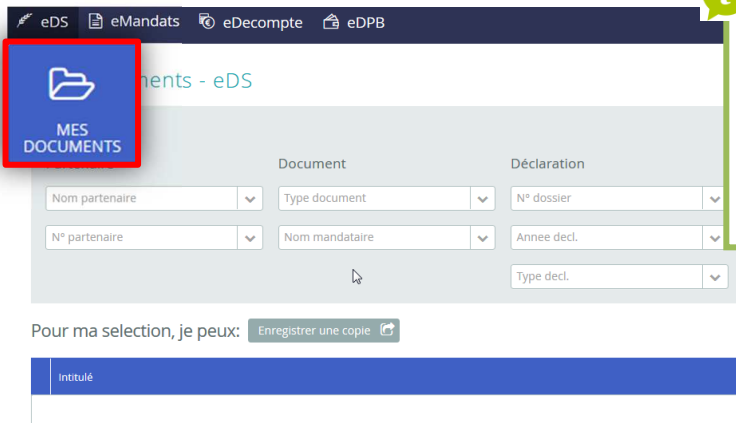 eDS eMandats eDecompte eDPB
ments - eDS
MES
DOCUMENTS
Document Déclaration
Nom partenaire Type document N° dossier
N° partenaire Nom mandataire Annee decl.
Type decl.
Pour ma selection, je peux: Enregistrer une copie
Intitulé